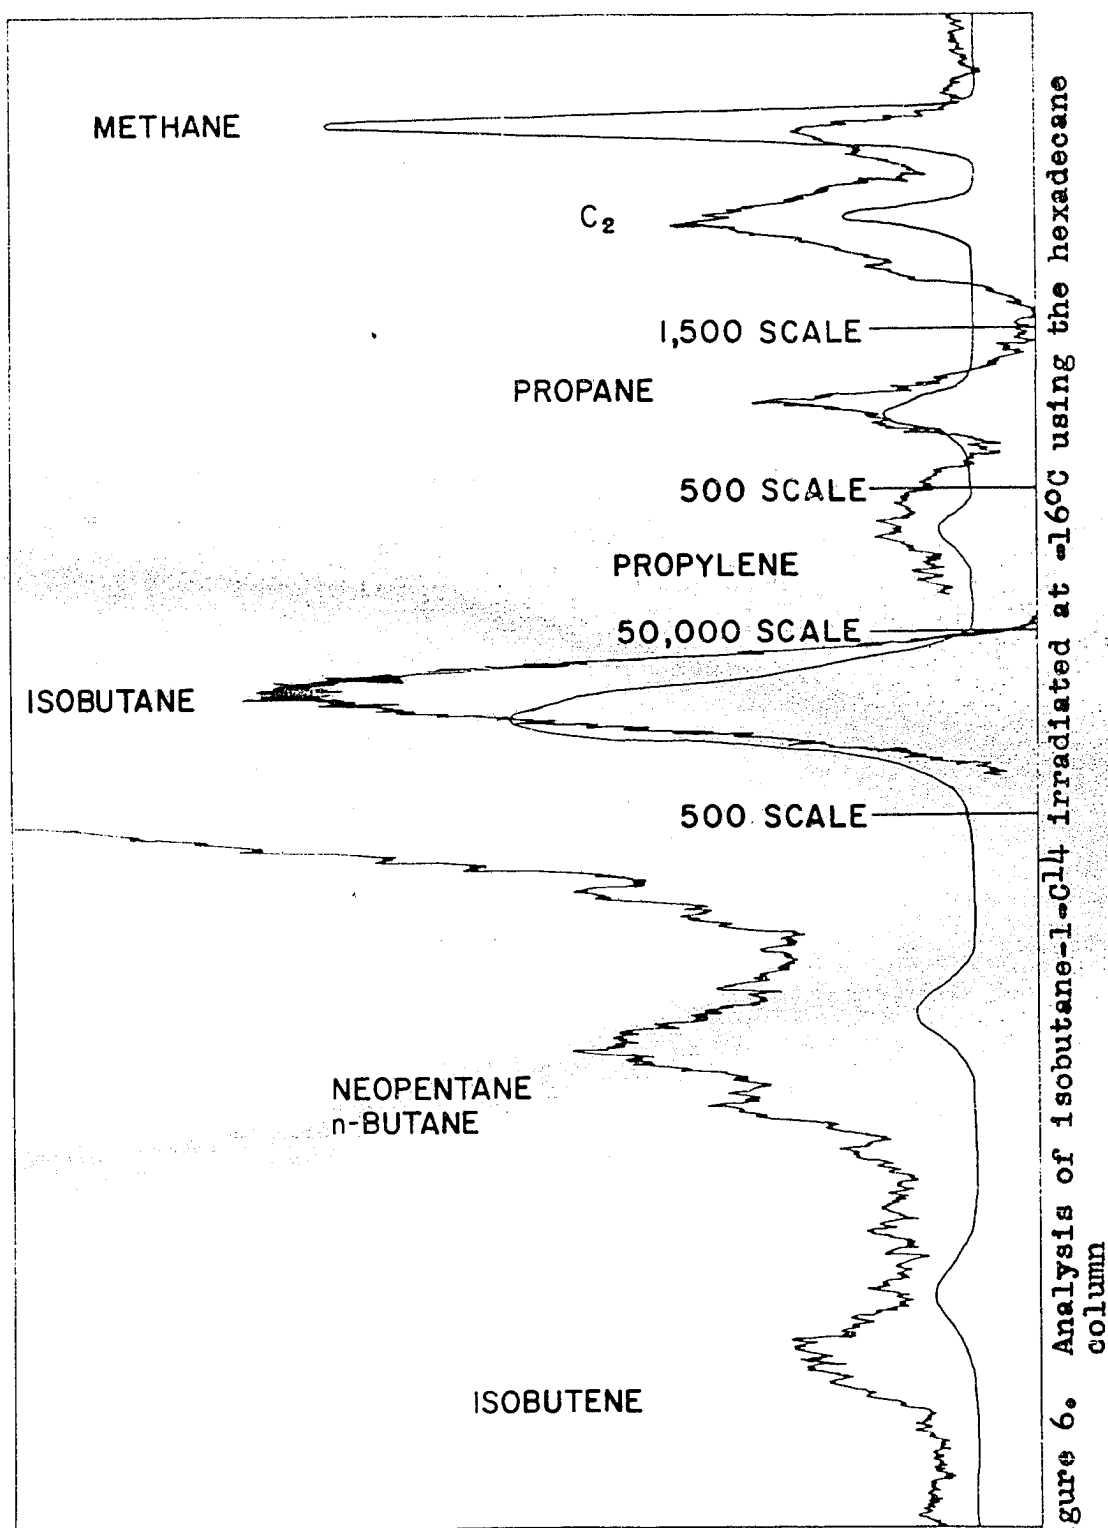 METHANE
C₂
1,500 SCALE
PROPANE
500 SCALE
PROPYLENE
50,000 SCALE
ISOBUTANE
500 SCALE
NEOPENTANE
n-BUTANE
ISOBUTENE
gure 6. Analysis of isobutane-1-C14 irradiated at -16°C using the hexadecane
column